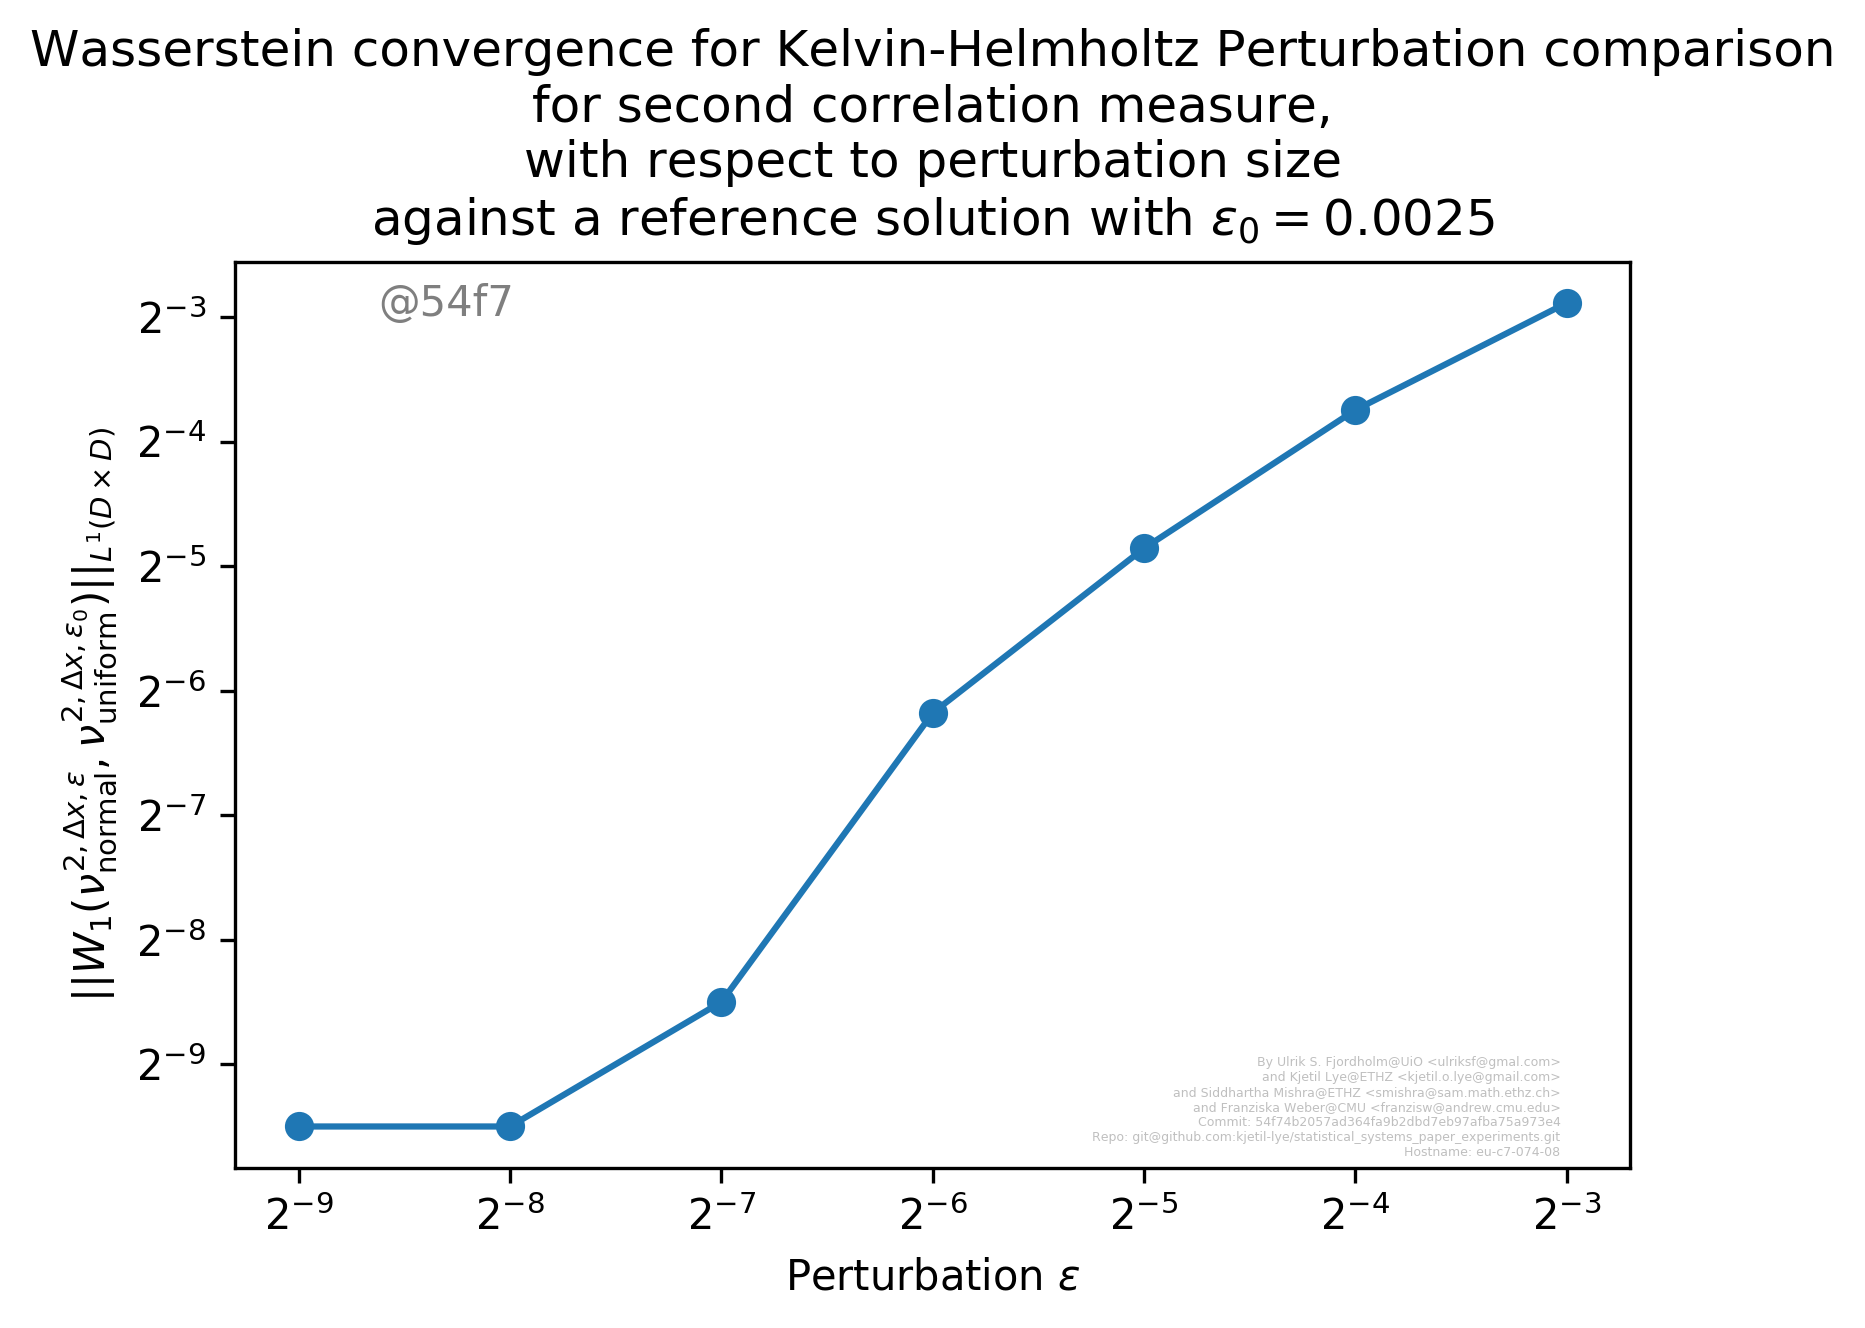 Wasserstein convergence for Kelvin-Helmholtz Perturbation comparison
for second correlation measure,
with respect to perturbation size
against a reference solution with ε₀ = 0.0025
@54f7
2⁻³
2⁻⁴
2⁻⁵
2⁻⁶
2⁻⁷
2⁻⁸
2⁻⁹
||W₁(ν^{2,Δx,ε}_{normal}, ν^{2,Δx,ε₀}_{uniform})||_{L¹(D×D)}
By Ulrik S. Fjordholm@UiO <ulriksf@gmal.com>
and Kjetil Lye@ETHZ <kjetil.o.lye@gmail.com>
and Siddhartha Mishra@ETHZ <smishra@sam.math.ethz.ch>
and Franziska Weber@CMU <franzisw@andrew.cmu.edu>
Commit: 54f74b2057ad364fa9b2dbd7eb97afba75a973e4
Repo: git@github.com:kjetil-lye/statistical_systems_paper_experiments.git
Hostname: eu-c7-074-08
2⁻⁹ 2⁻⁸ 2⁻⁷ 2⁻⁶ 2⁻⁵ 2⁻⁴ 2⁻³
Perturbation ε